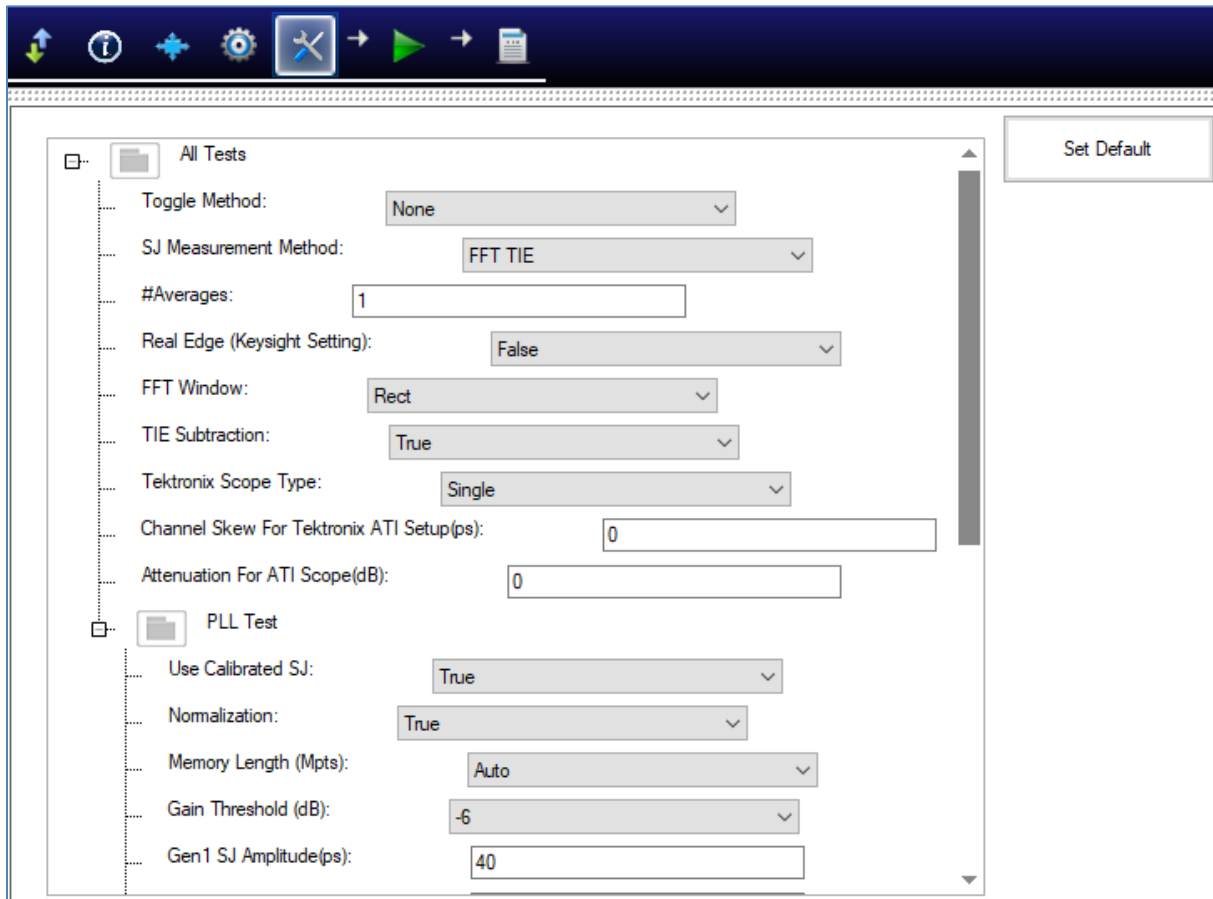 All Tests
Set Default
Toggle Method: None
SJ Measurement Method: FFT TIE
#Averages: 1
Real Edge (Keysight Setting): False
FFT Window: Rect
TIE Subtraction: True
Tektronix Scope Type: Single
Channel Skew For Tektronix ATI Setup(ps): 0
Attenuation For ATI Scope(dB): 0
PLL Test
Use Calibrated SJ: True
Normalization: True
Memory Length (Mpts): Auto
Gain Threshold (dB): -6
Gen1 SJ Amplitude(ps): 40